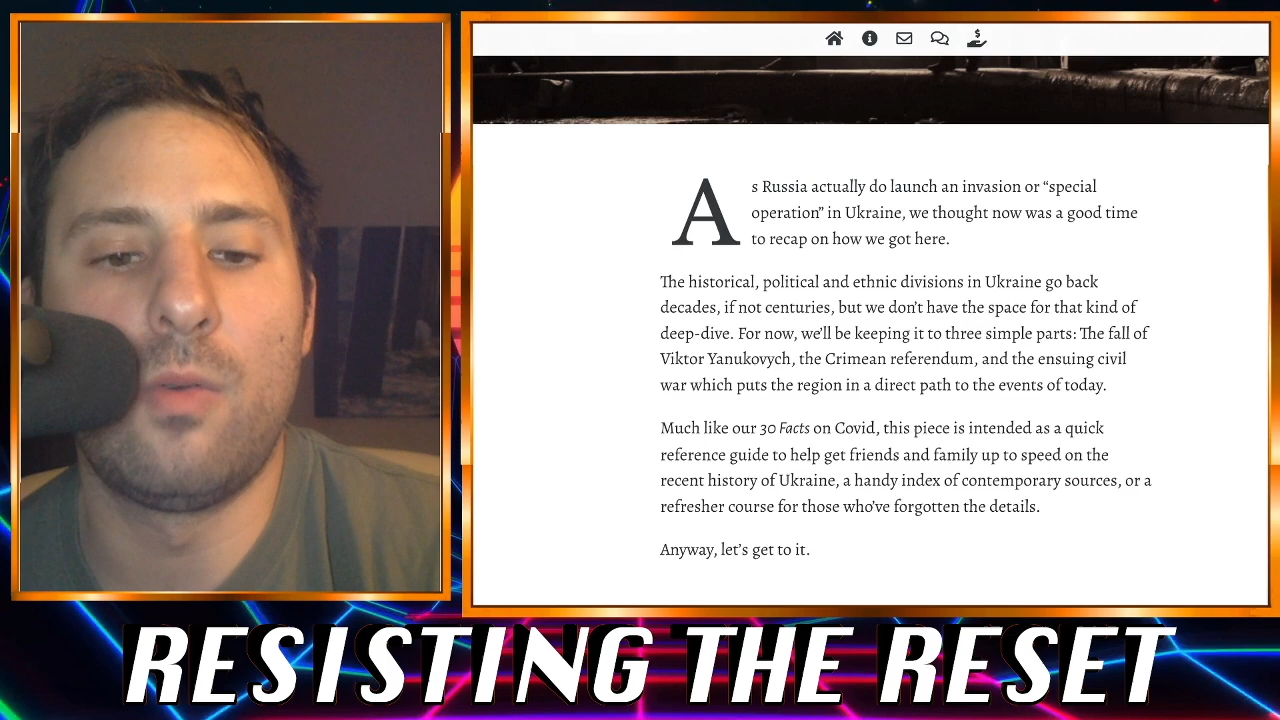 As Russia actually do launch an invasion or “special
operation” in Ukraine, we thought now was a good time
to recap on how we got here.
The historical, political and ethnic divisions in Ukraine go back
decades, if not centuries, but we don’t have the space for that kind of
deep-dive. For now, we’ll be keeping it to three simple parts: The fall of
Viktor Yanukovych, the Crimean referendum, and the ensuing civil
war which puts the region in a direct path to the events of today.
Much like our 30 Facts on Covid, this piece is intended as a quick
reference guide to help get friends and family up to speed on the
recent history of Ukraine, a handy index of contemporary sources, or a
refresher course for those who’ve forgotten the details.
Anyway, let’s get to it.
RESISTING THE RESET